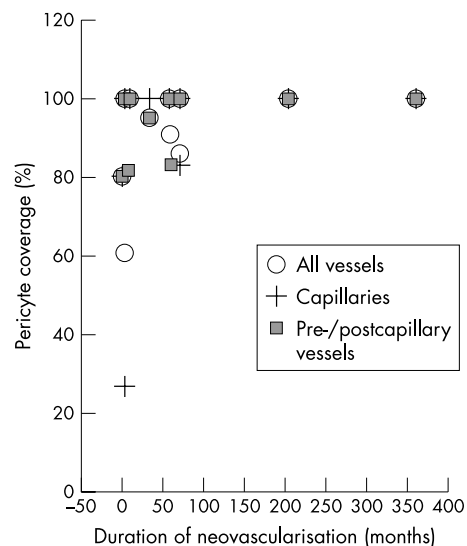 120
100
80
60
40
20
0
Pericyte coverage (%)
All vessels
Capillaries
Pre-/postcapillary
vessels
–50 0 50 100 150 200 250 300 350 400
Duration of neovascularisation (months)